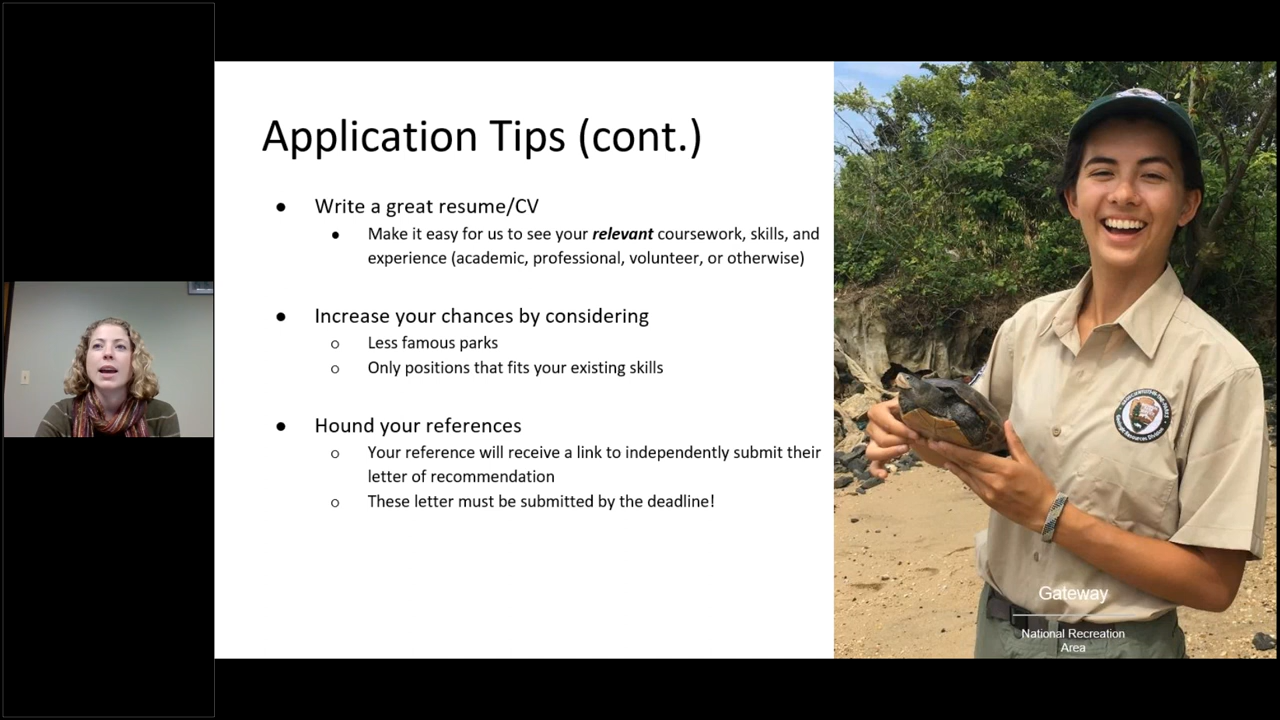 Application Tips (cont.)
● Write a great resume/CV
● Make it easy for us to see your relevant coursework, skills, and
experience (academic, professional, volunteer, or otherwise)
● Increase your chances by considering
○ Less famous parks
○ Only positions that fits your existing skills
● Hound your references
○ Your reference will receive a link to independently submit their
letter of recommendation
○ These letter must be submitted by the deadline!
Gateway
National Recreation
Area